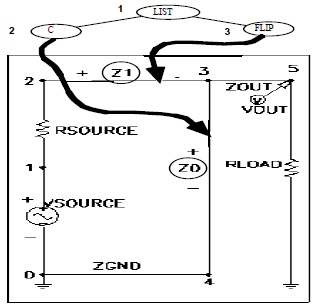 1 LIST
2 C 3 FLIP
2 + Z1 - 3 ZOUT 5
V VOUT
RSOURCE
+ Z0 -
RLOAD
1
+ VSOURCE -
0 ZGND 4